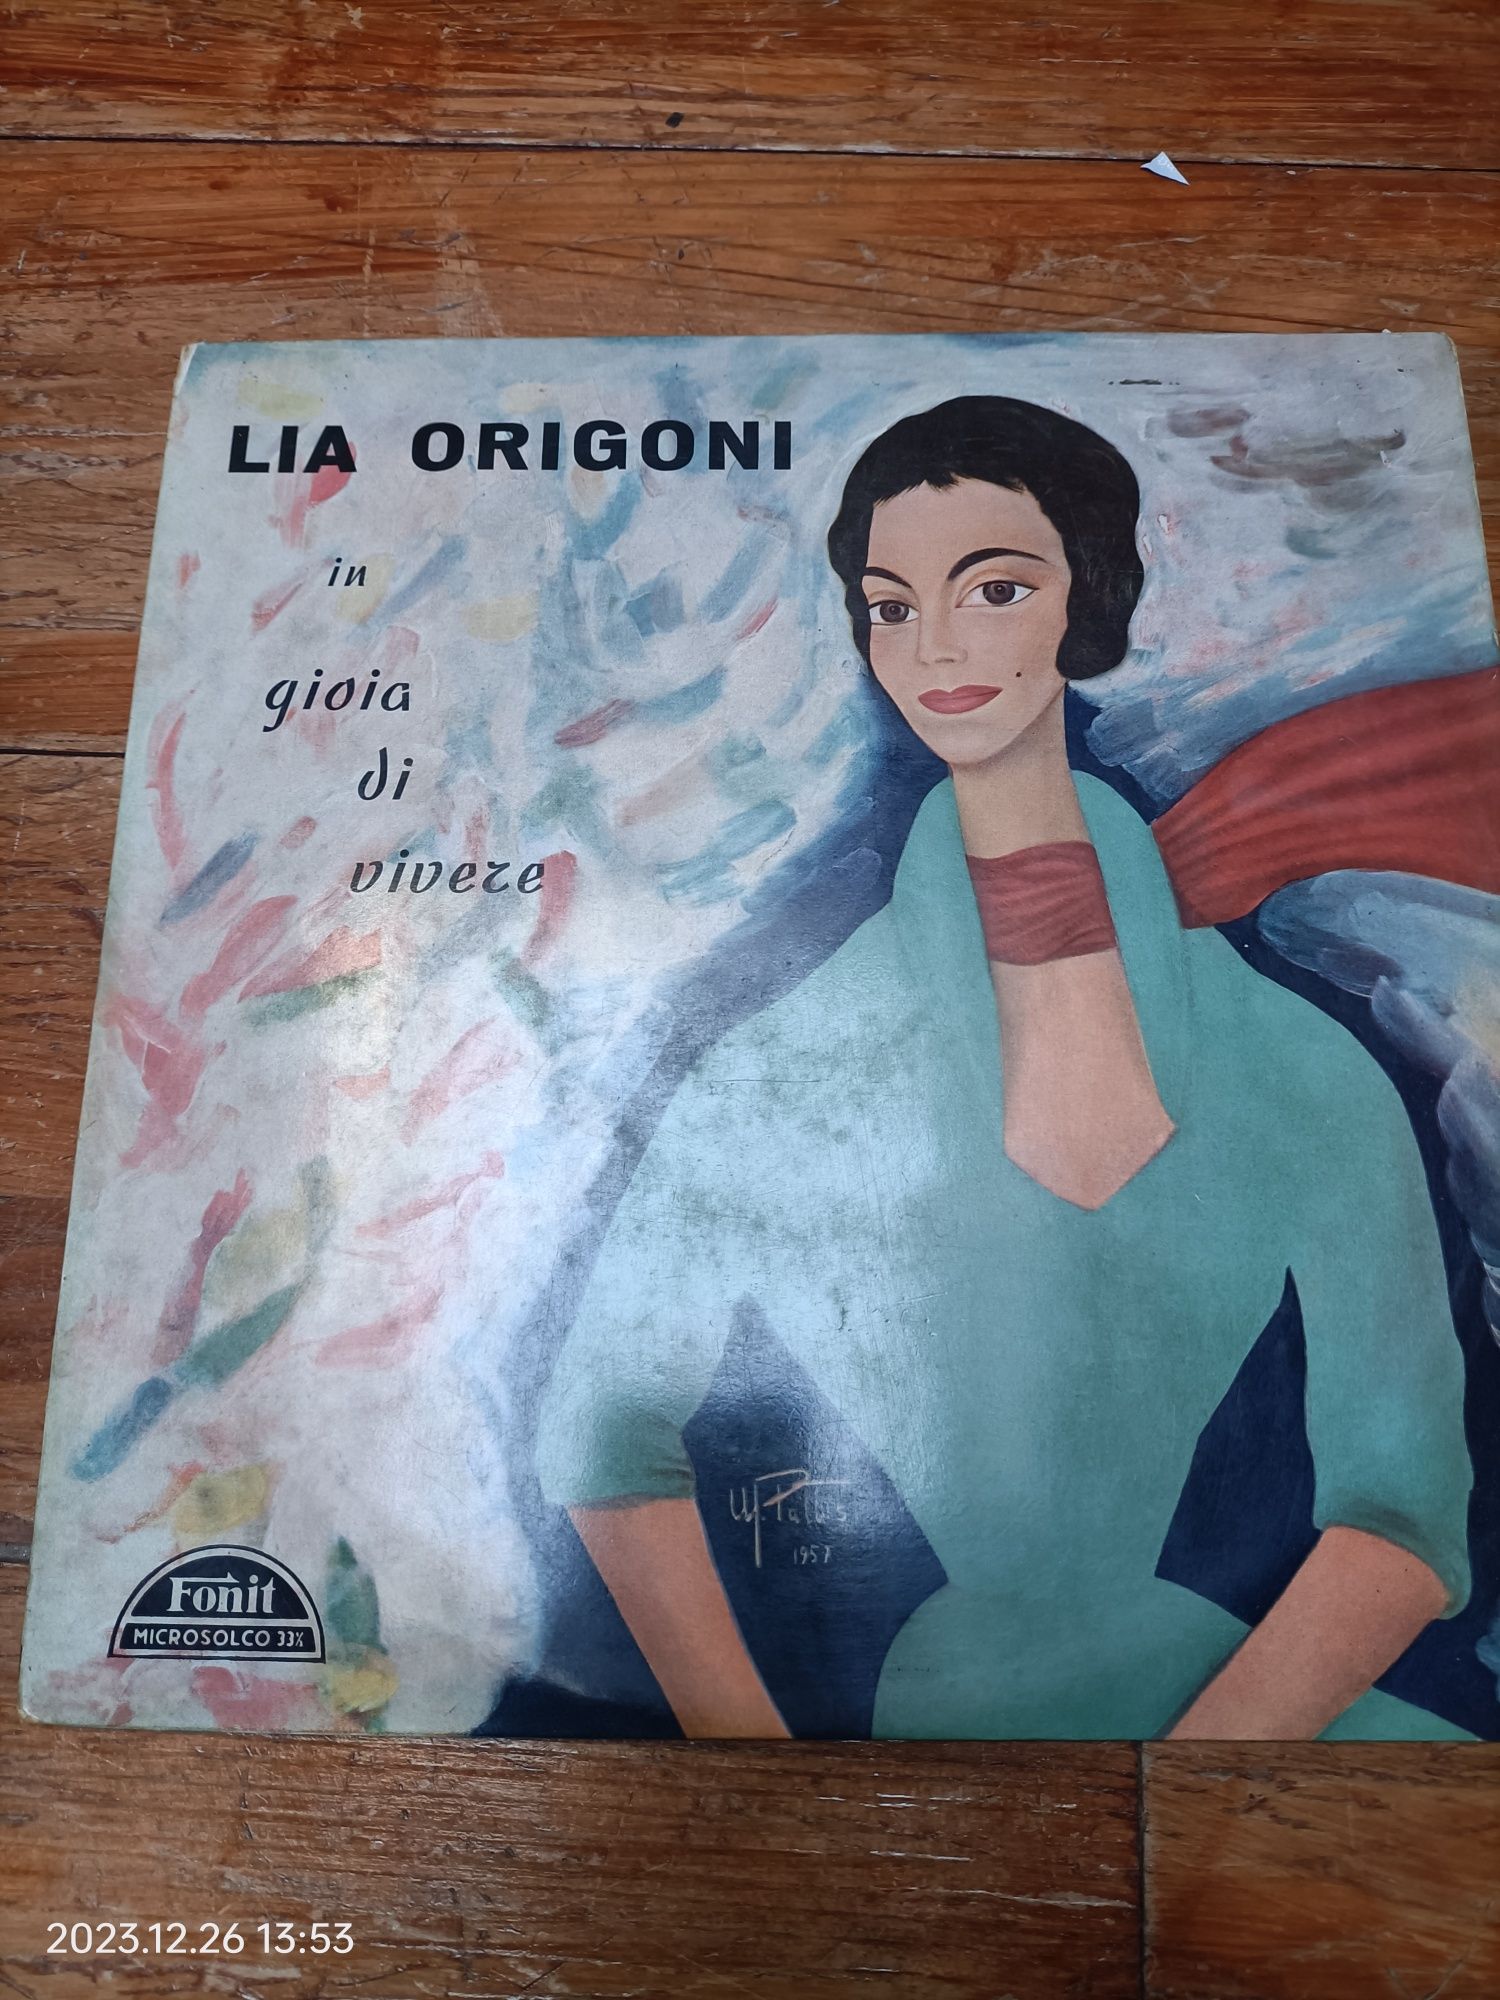 LIA ORIGONI
in
gioia
di
vivere
1957
Fonit
MICROSOLCO 33⅓
2023.12.26 13:53